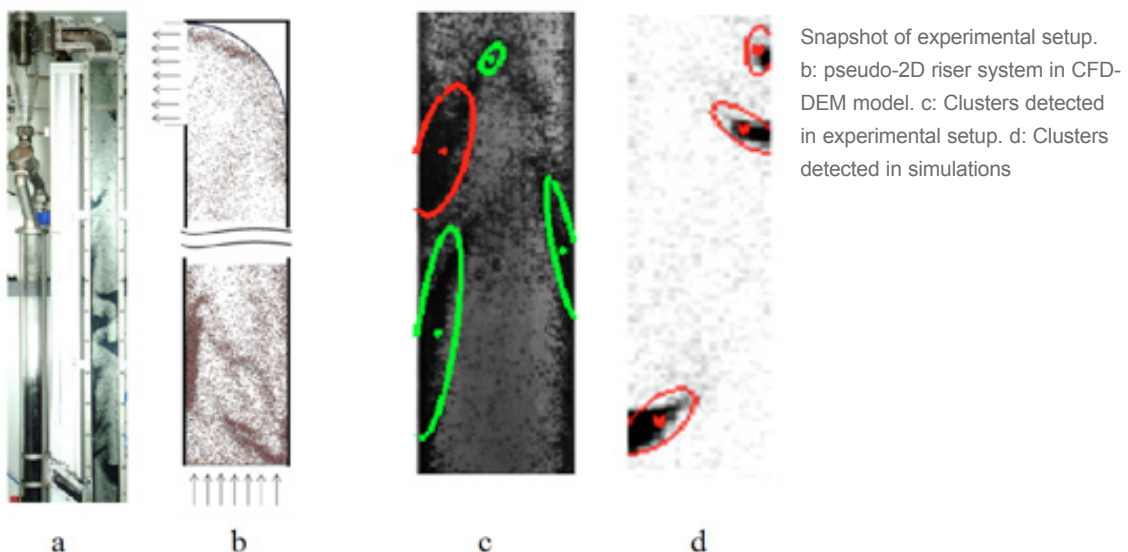 Snapshot of experimental setup.
b: pseudo-2D riser system in CFD-
DEM model. c: Clusters detected
in experimental setup. d: Clusters
detected in simulations
a
b
c
d